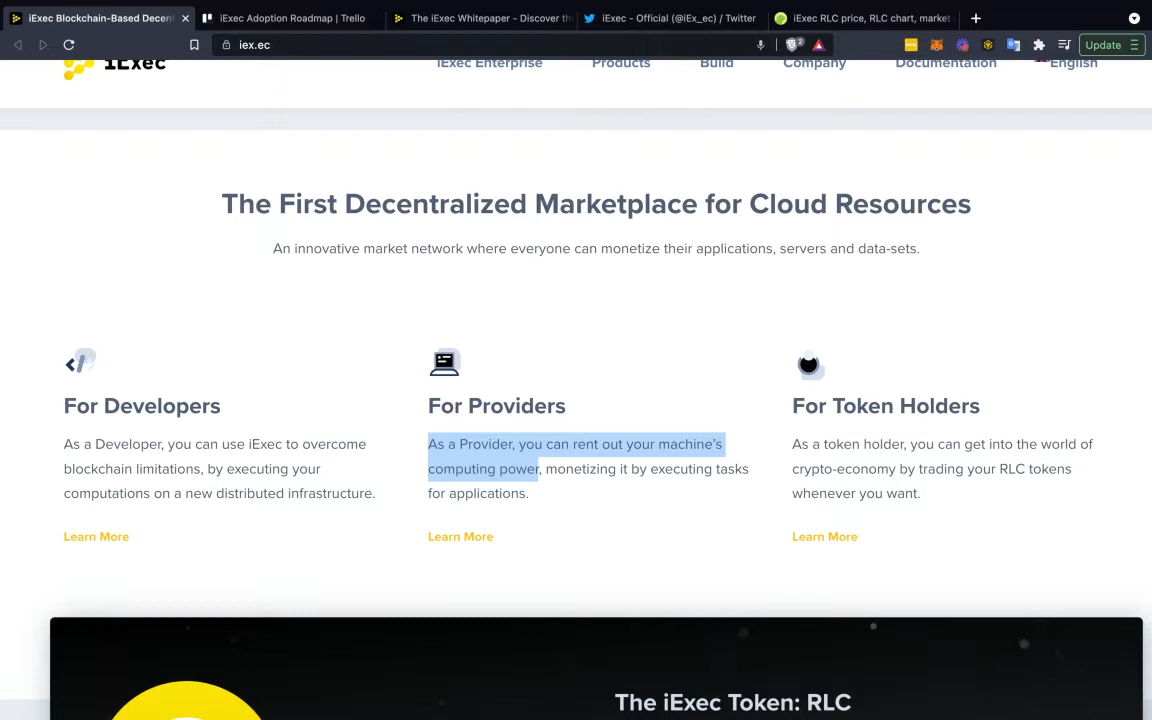 iExec Blockchain-Based Decent
iExec Adoption Roadmap | Trello
The iExec Whitepaper - Discover th
iExec - Official (@iEx_ec) / Twitter
iExec RLC price, RLC chart, market
iex.ec
2
Update
iExec
iExec Enterprise
Products
Build
Company
Documentation
English
The First Decentralized Marketplace for Cloud Resources
An innovative market network where everyone can monetize their applications, servers and data-sets.
For Developers
As a Developer, you can use iExec to overcome
blockchain limitations, by executing your
computations on a new distributed infrastructure.
Learn More
For Providers
As a Provider, you can rent out your machine’s
computing power, monetizing it by executing tasks
for applications.
Learn More
For Token Holders
As a token holder, you can get into the world of
crypto-economy by trading your RLC tokens
whenever you want.
Learn More
The iExec Token: RLC